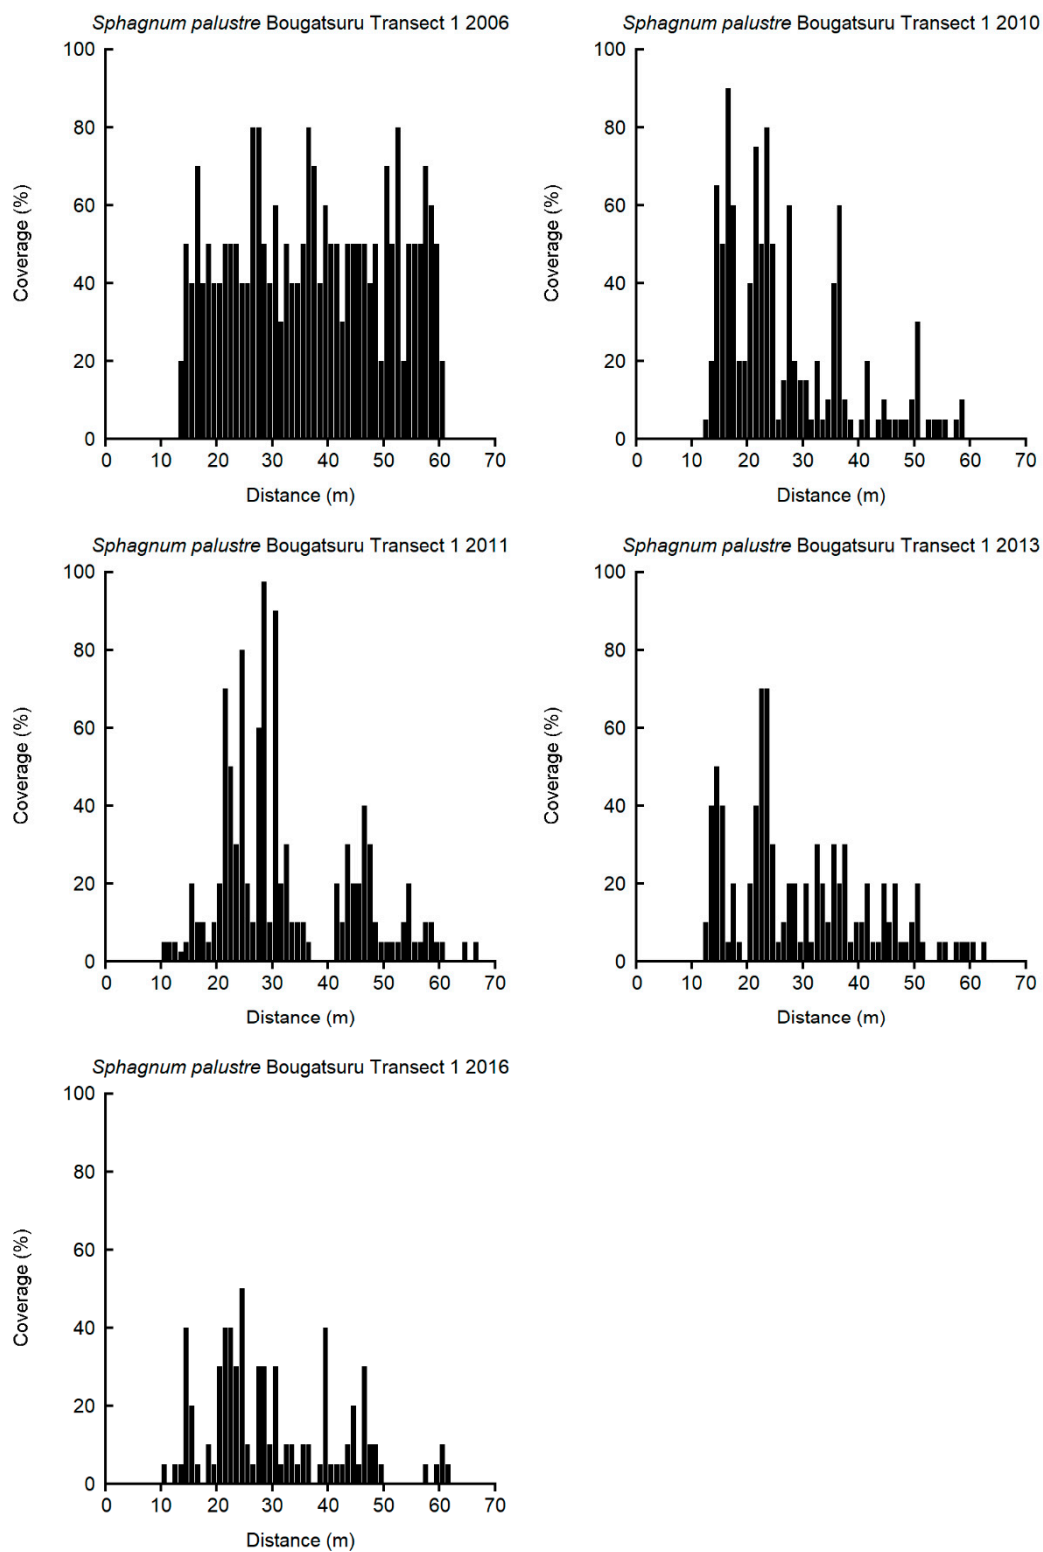 Sphagnum palustre Bougatsuru Transect 1 2006
100
80
60
40
20
0
Coverage (%)
0 10 20 30 40 50 60 70
Distance (m)
Sphagnum palustre Bougatsuru Transect 1 2010
100
80
60
40
20
0
Coverage (%)
0 10 20 30 40 50 60 70
Distance (m)
Sphagnum palustre Bougatsuru Transect 1 2011
100
80
60
40
20
0
Coverage (%)
0 10 20 30 40 50 60 70
Distance (m)
Sphagnum palustre Bougatsuru Transect 1 2013
100
80
60
40
20
0
Coverage (%)
0 10 20 30 40 50 60 70
Distance (m)
Sphagnum palustre Bougatsuru Transect 1 2016
100
80
60
40
20
0
Coverage (%)
0 10 20 30 40 50 60 70
Distance (m)